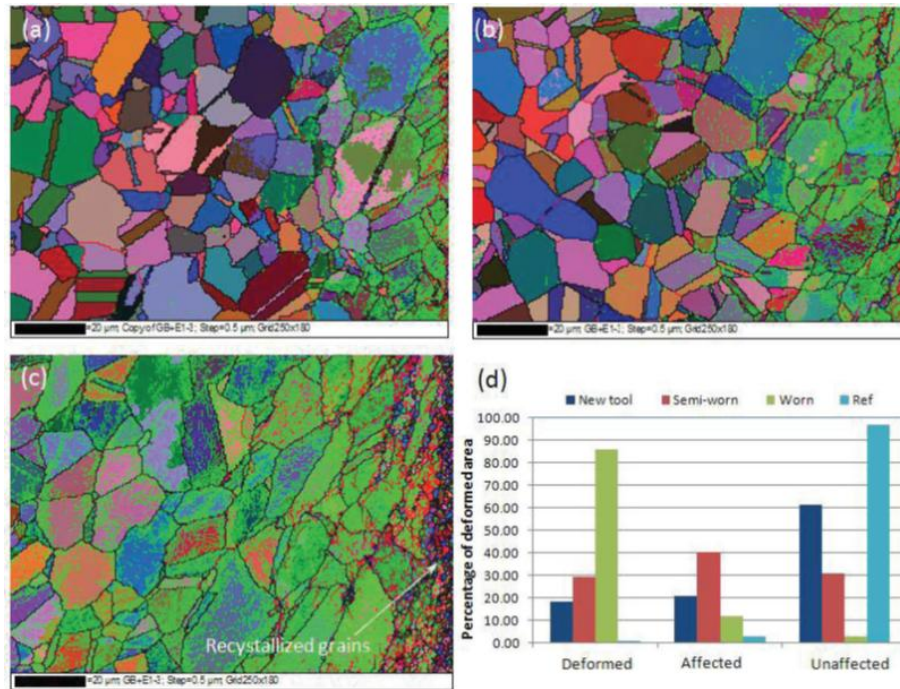 (a)
(b)
=20 µm; Copy of GB+E1-3; Step=0.5 µm; Grid250x180
=20 µm; GB+E1-3; Step=0.5 µm; Grid250x180
(c)
Recystallized grains
=20 µm; GB+E1-3; Step=0.5 µm; Grid250x180
(d)
New tool Semi-worn Worn Ref
Percentage of deformed area
100.00
90.00
80.00
70.00
60.00
50.00
40.00
30.00
20.00
10.00
0.00
Deformed Affected Unaffected